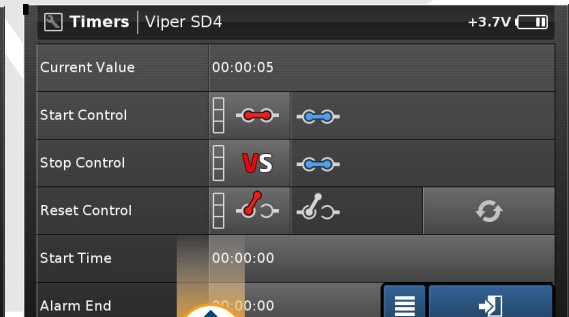 Timers Viper SD4 +3.7V
Current Value 00:00:05
Start Control
Stop Control VS
Reset Control
Start Time 00:00:00
Alarm End 00:00:00